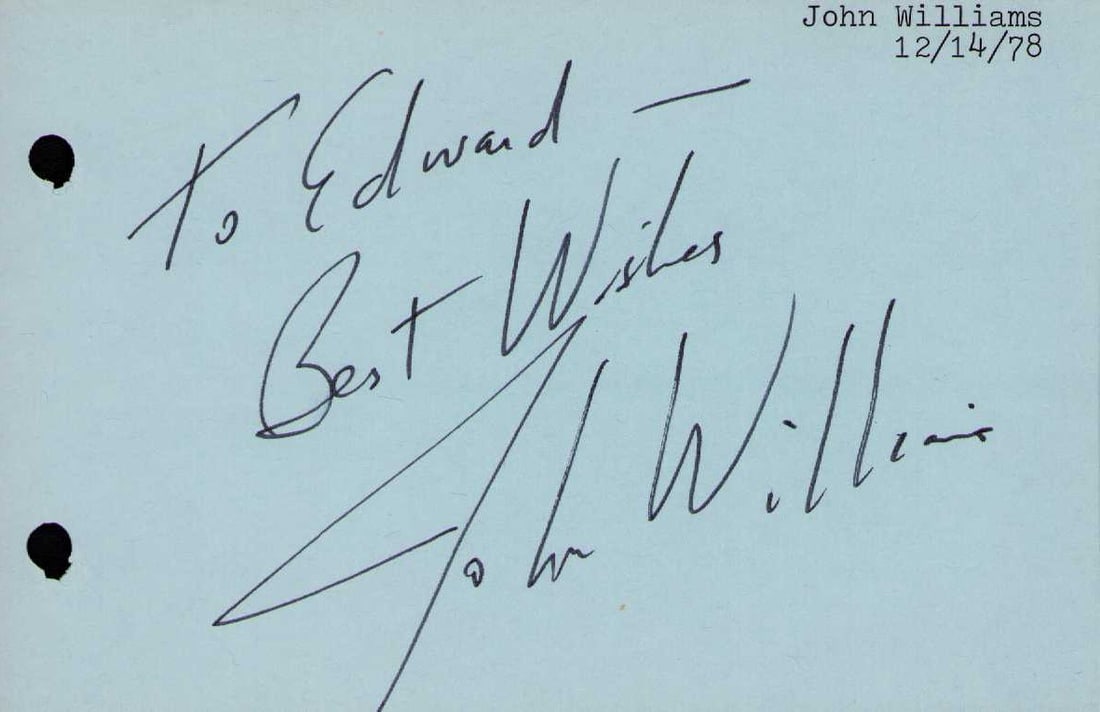 John Williams
12/14/78
To Edward —
Best Wishes
John Williams